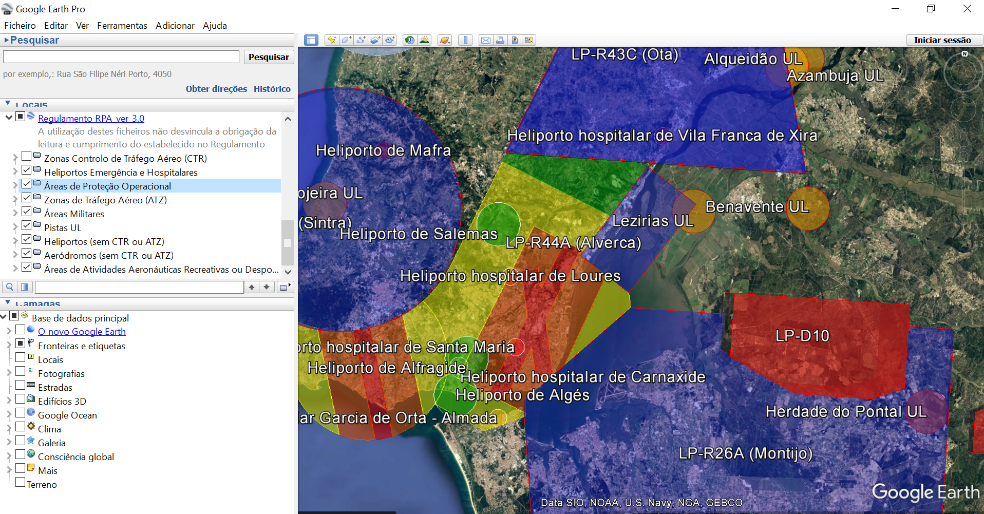 Google Earth Pro
Ficheiro Editar Ver Ferramentas Adicionar Ajuda
Pesquisar
Iniciar sessão
Pesquisar
por exemplo,: Rua São Filipe Néri Porto, 4050
Obter direções Histórico
Locais
Regulamento RPA_ver_3.0
A utilização destes ficheiros não desvincula a obrigação da
leitura e cumprimento do estabelecido no Regulamento
Zonas Controlo de Tráfego Aéreo (CTR)
Heliportos Emergência e Hospitalares
Áreas de Proteção Operacional
Zonas de Tráfego Aéreo (ATZ)
Áreas Militares
Pistas UL
Heliportos (sem CTR ou ATZ)
Aeródromos (sem CTR ou ATZ)
Áreas de Atividades Aeronáuticas Recreativas ou Despo...
Camadas
Base de dados principal
O novo Google Earth
Fronteiras e etiquetas
Locais
Fotografias
Estradas
Edifícios 3D
Google Ocean
Clima
Galeria
Consciência global
Mais
Terreno
LP-R43C (Ota)
Alqueidão UL
Azambuja UL
Heliporto hospitalar de Vila Franca de Xira
Heliporto de Mafra
ojeira UL
Benavente UL
(Sintra)
Lezirias UL
Heliporto de Salemas
LP-R44A (Alverca)
Heliporto hospitalar de Loures
LP-D10
orto hospitalar de Santa Maria
Heliporto de Alfragide
Heliporto hospitalar de Carnaxide
Heliporto de Algés
ar Garcia de Orta - Almada
Herdade do Pontal UL
LP-R26A (Montijo)
Google Earth
Data SIO, NOAA, U.S. Navy, NGA, GEBCO